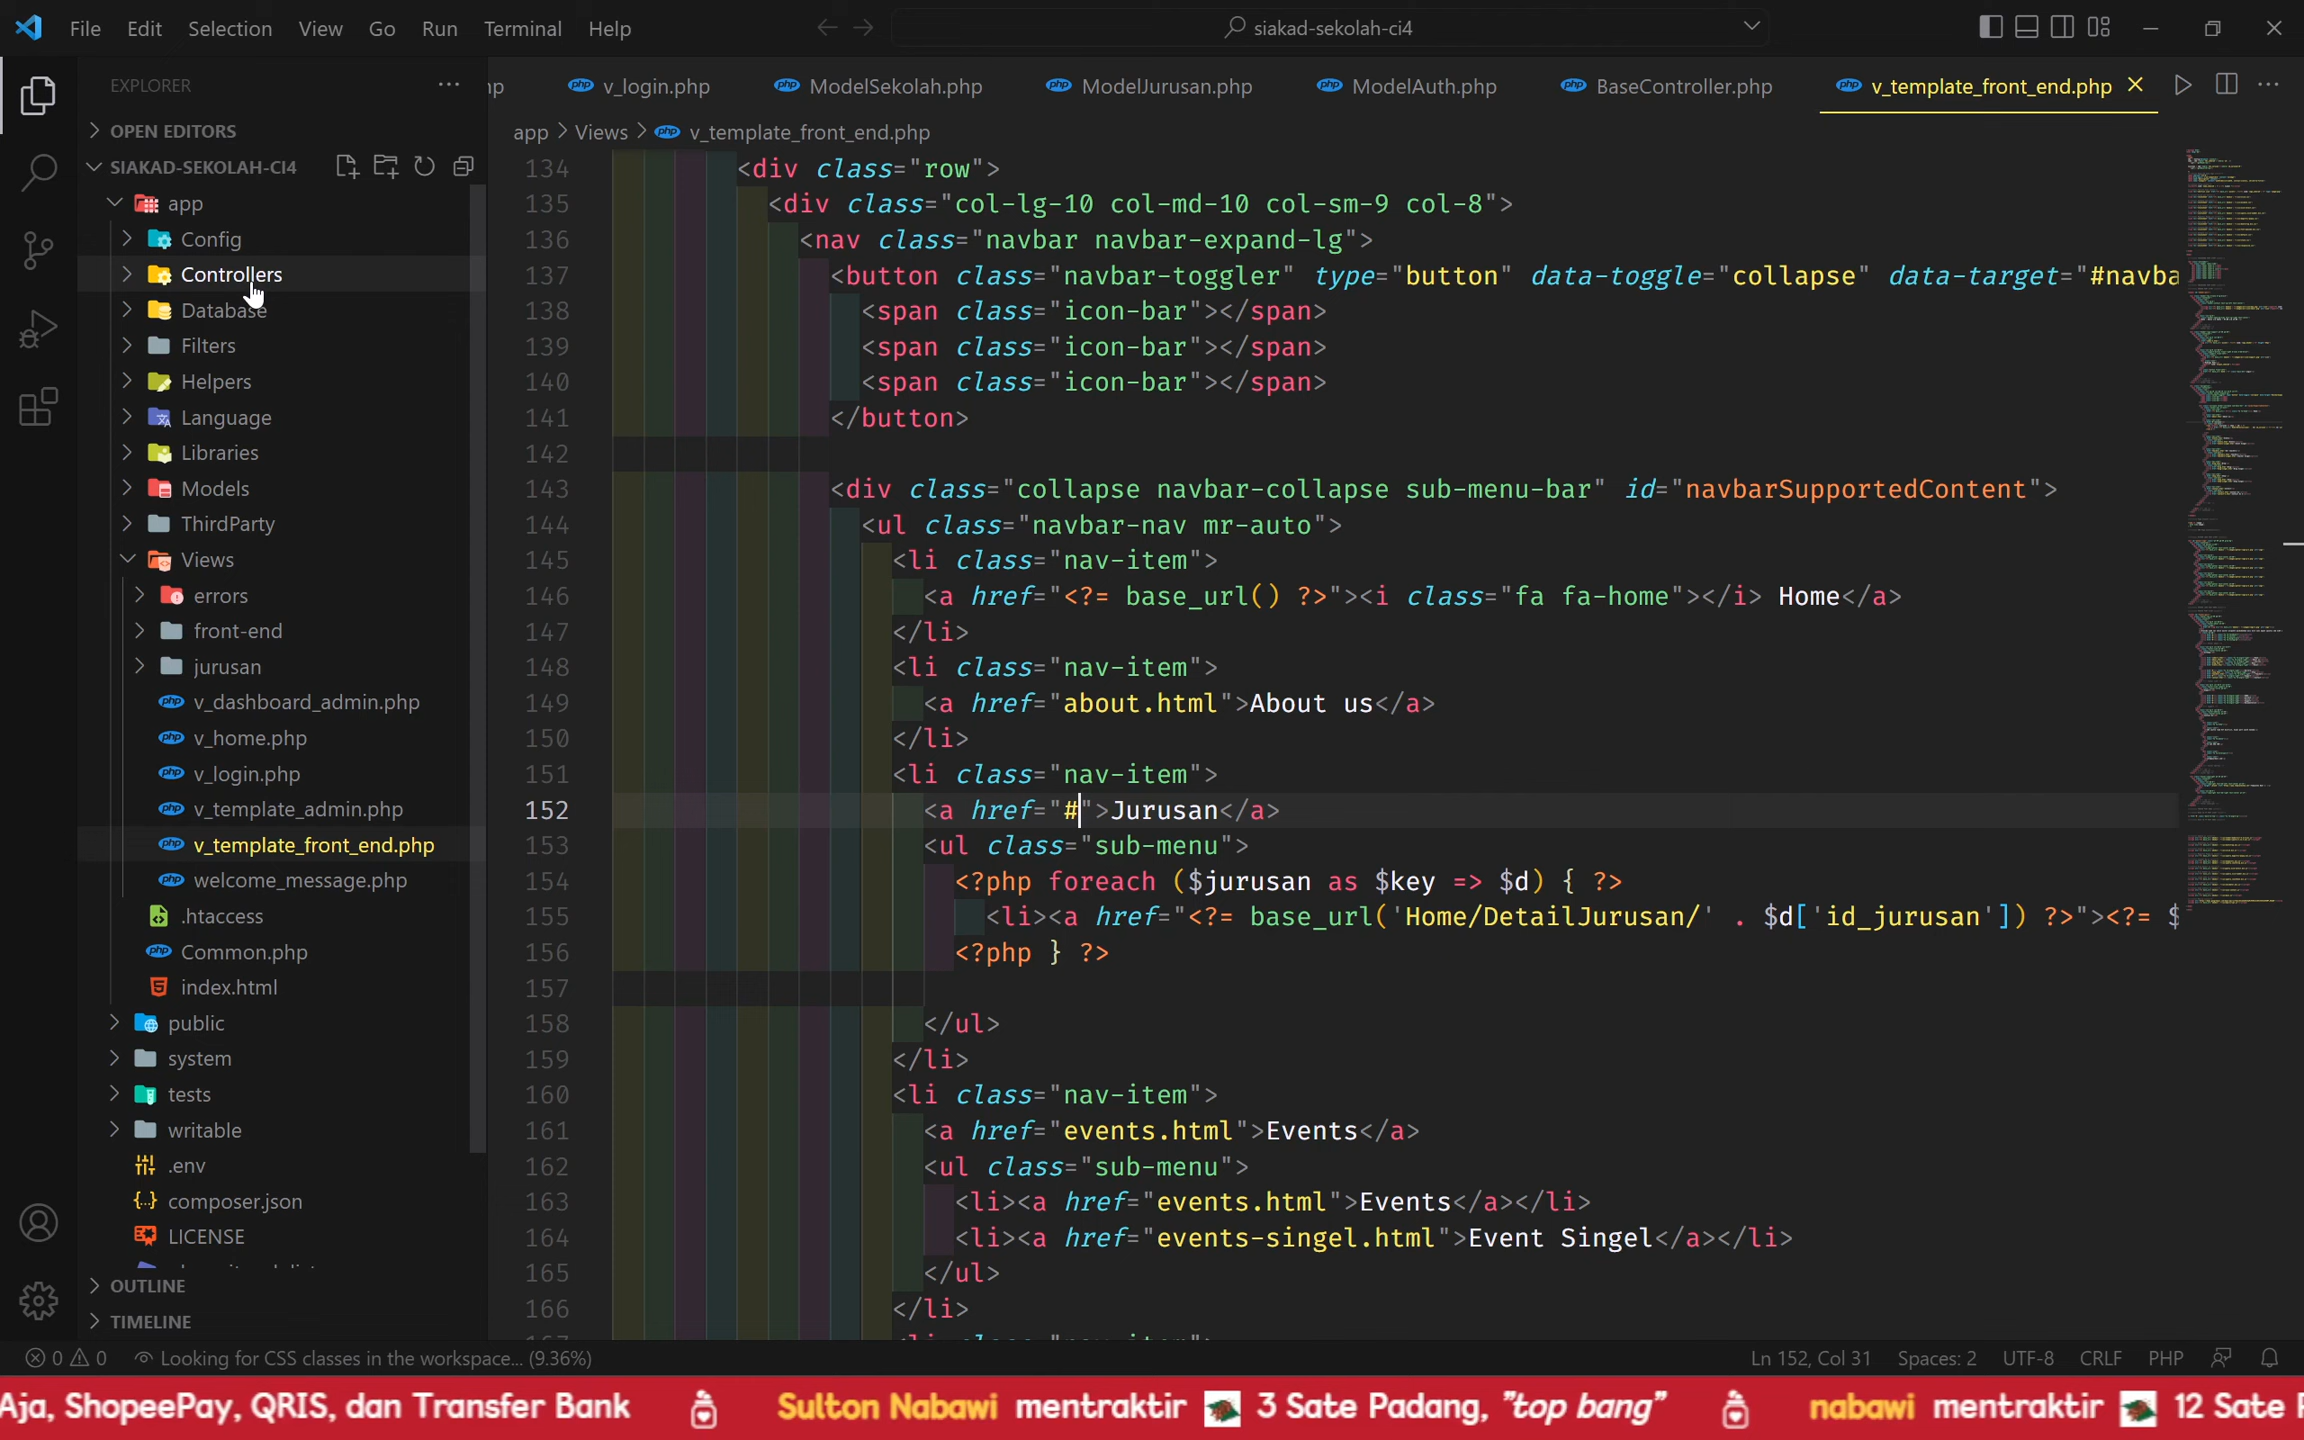 File Edit Selection View Go Run Terminal Help
siakad-sekolah-ci4
EXPLORER
OPEN EDITORS
SIAKAD-SEKOLAH-CI4
app
Config
Controllers
Database
Filters
Helpers
Language
Libraries
Models
ThirdParty
Views
errors
front-end
jurusan
v_dashboard_admin.php
v_home.php
v_login.php
v_template_admin.php
v_template_front_end.php
welcome_message.php
.htaccess
Common.php
index.html
public
system
tests
writable
.env
composer.json
LICENSE
OUTLINE
TIMELINE
v_login.php ModelSekolah.php ModelJurusan.php ModelAuth.php BaseController.php v_template_front_end.php
app > Views > v_template_front_end.php
134 <div class="row">
135 <div class="col-lg-10 col-md-10 col-sm-9 col-8">
136 <nav class="navbar navbar-expand-lg">
137 <button class="navbar-toggler" type="button" data-toggle="collapse" data-target="#navba
138 <span class="icon-bar"></span>
139 <span class="icon-bar"></span>
140 <span class="icon-bar"></span>
141 </button>
142
143 <div class="collapse navbar-collapse sub-menu-bar" id="navbarSupportedContent">
144 <ul class="navbar-nav mr-auto">
145 <li class="nav-item">
146 <a href="<?= base_url() ?>"><i class="fa fa-home"></i> Home</a>
147 </li>
148 <li class="nav-item">
149 <a href="about.html">About us</a>
150 </li>
151 <li class="nav-item">
152 <a href="#">Jurusan</a>
153 <ul class="sub-menu">
154 <?php foreach ($jurusan as $key => $d) { ?>
155 <li><a href="<?= base_url('Home/DetailJurusan/' . $d['id_jurusan']) ?>"><?= $
156 <?php } ?>
157
158 </ul>
159 </li>
160 <li class="nav-item">
161 <a href="events.html">Events</a>
162 <ul class="sub-menu">
163 <li><a href="events.html">Events</a></li>
164 <li><a href="events-singel.html">Event Singel</a></li>
165 </ul>
166 </li>
0 0 Looking for CSS classes in the workspace... (9.36%) Ln 152, Col 31 Spaces: 2 UTF-8 CRLF PHP
Aja, ShopeePay, QRIS, dan Transfer Bank Sulton Nabawi mentraktir 3 Sate Padang, "top bang" nabawi mentraktir 12 Sate